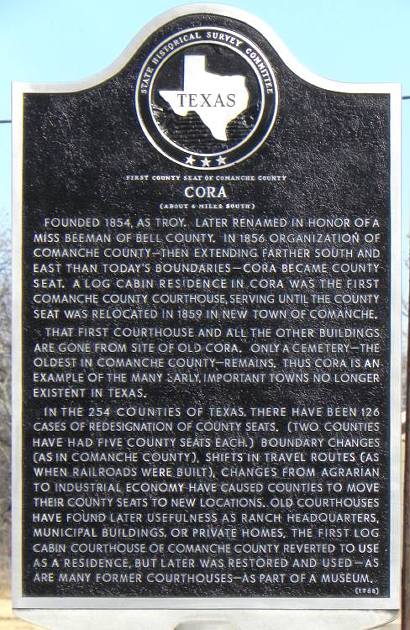 STATE HISTORICAL SURVEY COMMITTEE
TEXAS
FIRST COUNTY SEAT OF COMANCHE COUNTY
CORA
(ABOUT 6 MILES SOUTH)
FOUNDED 1854, AS TROY. LATER RENAMED IN HONOR OF A
MISS BEEMAN OF BELL COUNTY. IN 1856 ORGANIZATION OF
COMANCHE COUNTY—THEN EXTENDING FARTHER SOUTH AND
EAST THAN TODAY'S BOUNDARIES—CORA BECAME COUNTY
SEAT. A LOG CABIN RESIDENCE IN CORA WAS THE FIRST
COMANCHE COUNTY COURTHOUSE, SERVING UNTIL THE COUNTY
SEAT WAS RELOCATED IN 1859 IN NEW TOWN OF COMANCHE.
THAT FIRST COURTHOUSE AND ALL THE OTHER BUILDINGS
ARE GONE FROM SITE OF OLD CORA. ONLY A CEMETERY—THE
OLDEST IN COMANCHE COUNTY—REMAINS. THUS CORA IS AN
EXAMPLE OF THE MANY EARLY, IMPORTANT TOWNS NO LONGER
EXISTENT IN TEXAS.
IN THE 254 COUNTIES OF TEXAS, THERE HAVE BEEN 126
CASES OF REDESIGNATION OF COUNTY SEATS. (TWO COUNTIES
HAVE HAD FIVE COUNTY SEATS EACH.) BOUNDARY CHANGES
(AS IN COMANCHE COUNTY), SHIFTS IN TRAVEL ROUTES (AS
WHEN RAILROADS WERE BUILT), CHANGES FROM AGRARIAN
TO INDUSTRIAL ECONOMY HAVE CAUSED COUNTIES TO MOVE
THEIR COUNTY SEATS TO NEW LOCATIONS. OLD COURTHOUSES
HAVE FOUND LATER USEFULNESS AS RANCH HEADQUARTERS,
MUNICIPAL BUILDINGS, OR PRIVATE HOMES. THE FIRST LOG
CABIN COURTHOUSE OF COMANCHE COUNTY REVERTED TO USE
AS A RESIDENCE, BUT LATER WAS RESTORED AND USED—AS
ARE MANY FORMER COURTHOUSES—AS PART OF A MUSEUM.
(1968)